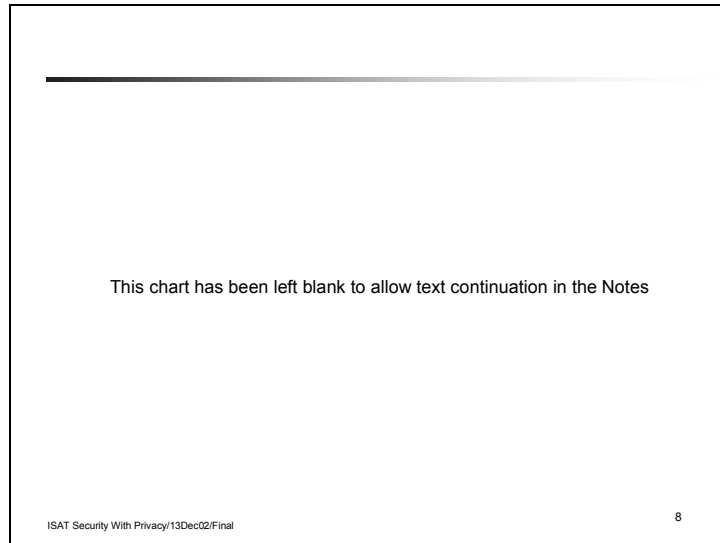 This chart has been left blank to allow text continuation in the Notes
ISAT Security With Privacy/13Dec02/Final
8